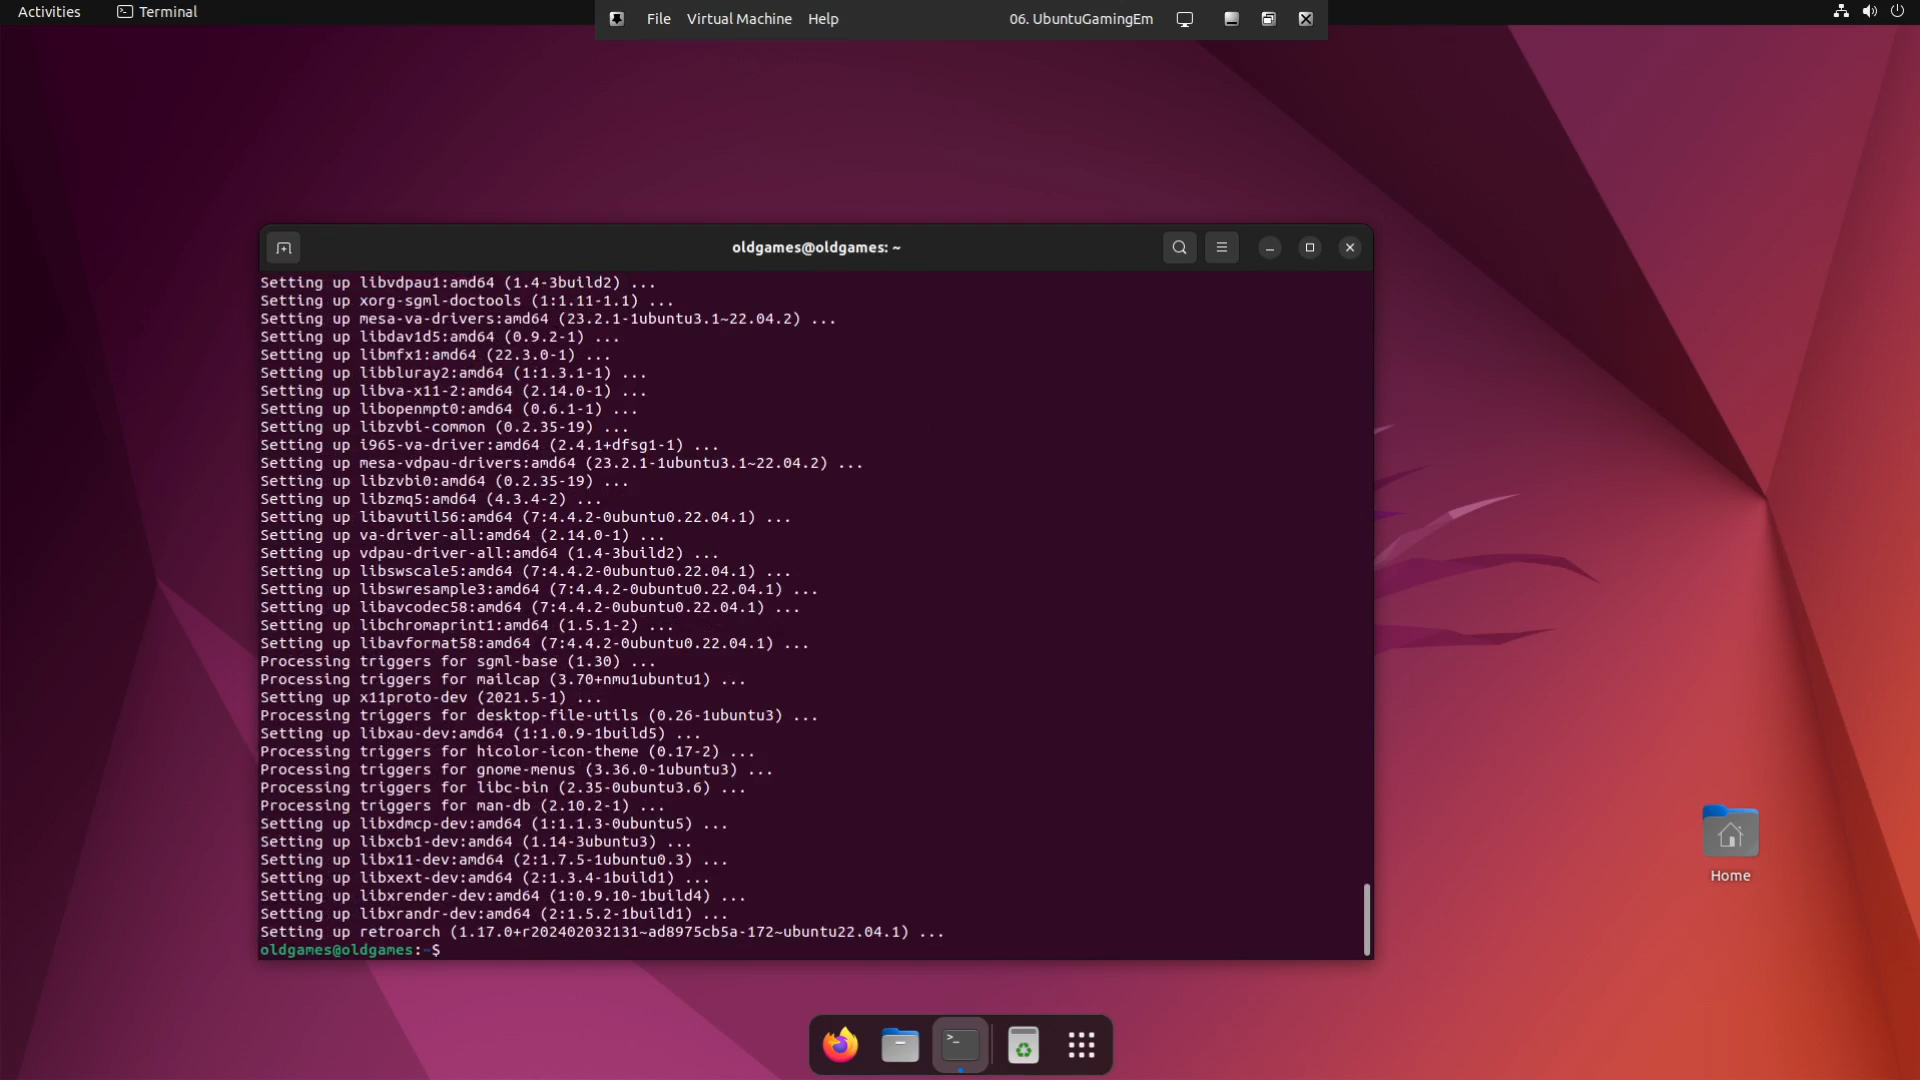 Activities
Terminal
File Virtual Machine Help 06. UbuntuGamingEm
oldgames@oldgames: ~
Setting up libvdpau1:amd64 (1.4-3build2) ...
Setting up xorg-sgml-doctools (1:1.11-1.1) ...
Setting up mesa-va-drivers:amd64 (23.2.1-1ubuntu3.1~22.04.2) ...
Setting up libdav1d5:amd64 (0.9.2-1) ...
Setting up libmfx1:amd64 (22.3.0-1) ...
Setting up libbluray2:amd64 (1:1.3.1-1) ...
Setting up libva-x11-2:amd64 (2.14.0-1) ...
Setting up libopenmpt0:amd64 (0.6.1-1) ...
Setting up libzvbi-common (0.2.35-19) ...
Setting up i965-va-driver:amd64 (2.4.1+dfsg1-1) ...
Setting up mesa-vdpau-drivers:amd64 (23.2.1-1ubuntu3.1~22.04.2) ...
Setting up libzvbi0:amd64 (0.2.35-19) ...
Setting up libzmq5:amd64 (4.3.4-2) ...
Setting up libavutil56:amd64 (7:4.4.2-0ubuntu0.22.04.1) ...
Setting up va-driver-all:amd64 (2.14.0-1) ...
Setting up vdpau-driver-all:amd64 (1.4-3build2) ...
Setting up libswscale5:amd64 (7:4.4.2-0ubuntu0.22.04.1) ...
Setting up libswresample3:amd64 (7:4.4.2-0ubuntu0.22.04.1) ...
Setting up libavcodec58:amd64 (7:4.4.2-0ubuntu0.22.04.1) ...
Setting up libchromaprint1:amd64 (1.5.1-2) ...
Setting up libavformat58:amd64 (7:4.4.2-0ubuntu0.22.04.1) ...
Processing triggers for sgml-base (1.30) ...
Processing triggers for mailcap (3.70+nmu1ubuntu1) ...
Setting up x11proto-dev (2021.5-1) ...
Processing triggers for desktop-file-utils (0.26-1ubuntu3) ...
Setting up libxau-dev:amd64 (1:1.0.9-1build5) ...
Processing triggers for hicolor-icon-theme (0.17-2) ...
Processing triggers for gnome-menus (3.36.0-1ubuntu3) ...
Processing triggers for libc-bin (2.35-0ubuntu3.6) ...
Processing triggers for man-db (2.10.2-1) ...
Setting up libxdmcp-dev:amd64 (1:1.1.3-0ubuntu5) ...
Setting up libxcb1-dev:amd64 (1.14-3ubuntu3) ...
Setting up libx11-dev:amd64 (2:1.7.5-1ubuntu0.3) ...
Setting up libxext-dev:amd64 (2:1.3.4-1build1) ...
Setting up libxrender-dev:amd64 (1:0.9.10-1build4) ...
Setting up libxrandr-dev:amd64 (2:1.5.2-1build1) ...
Setting up retroarch (1.17.0+r202402032131~ad8975cb5a-172~ubuntu22.04.1) ...
oldgames@oldgames:~$
Home